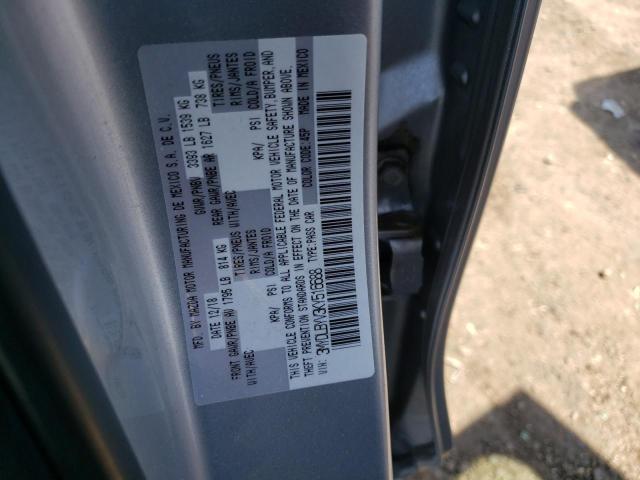 MFD. BY MAZDA MOTOR MANUFACTURING DE MEXICO S.A. DE C.V.
12/18 GVWR/PNBV 3393 LB 1539 KG
FRONT GAWR/PNBE AV 1795 LB 814 KG REAR GAWR/PNBE AR 1627 LB 738 KG
WITH/AVEC TIRES/PNEUS WITH/AVEC TIRES/PNEUS
RIMS/JANTES RIMS/JANTES
KPA/ PSI COLD/A FROID KPA/ PSI COLD/A FROID
THIS VEHICLE CONFORMS TO ALL APPLICABLE FEDERAL MOTOR VEHICLE SAFETY, BUMPER, AND
THEFT PREVENTION STANDARDS IN EFFECT ON THE DATE OF MANUFACTURE SHOWN ABOVE.
TYPE: PASS CAR COLOR CODE: 45P MADE IN MEXICO
VIN: